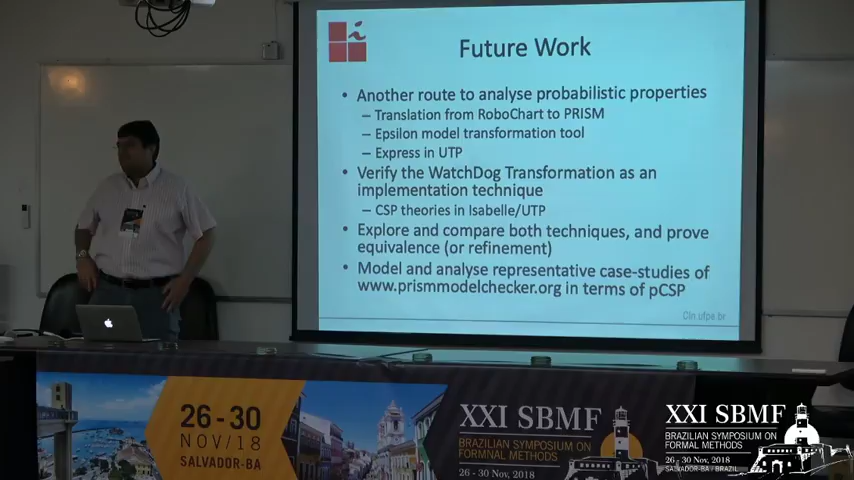 Future Work
• Another route to analyse probabilistic properties
– Translation from RoboChart to PRISM
– Epsilon model transformation tool
– Express in UTP
• Verify the WatchDog Transformation as an
implementation technique
– CSP theories in Isabelle/UTP
• Explore and compare both techniques, and prove
equivalence (or refinement)
• Model and analyse representative case-studies of
www.prismmodelchecker.org in terms of pCSP
CIn.ufpe.br
26-30
NOV/18
SALVADOR-BA
XXI SBMF
BRAZILIAN SYMPOSIUM ON
FORMNAL METHODS
26 - 30 Nov, 2018
XXI SBMF
BRAZILIAN SYMPOSIUM ON
FORMAL METHODS
26 - 30 Nov, 2018
SALVADOR-BA / BRAZIL